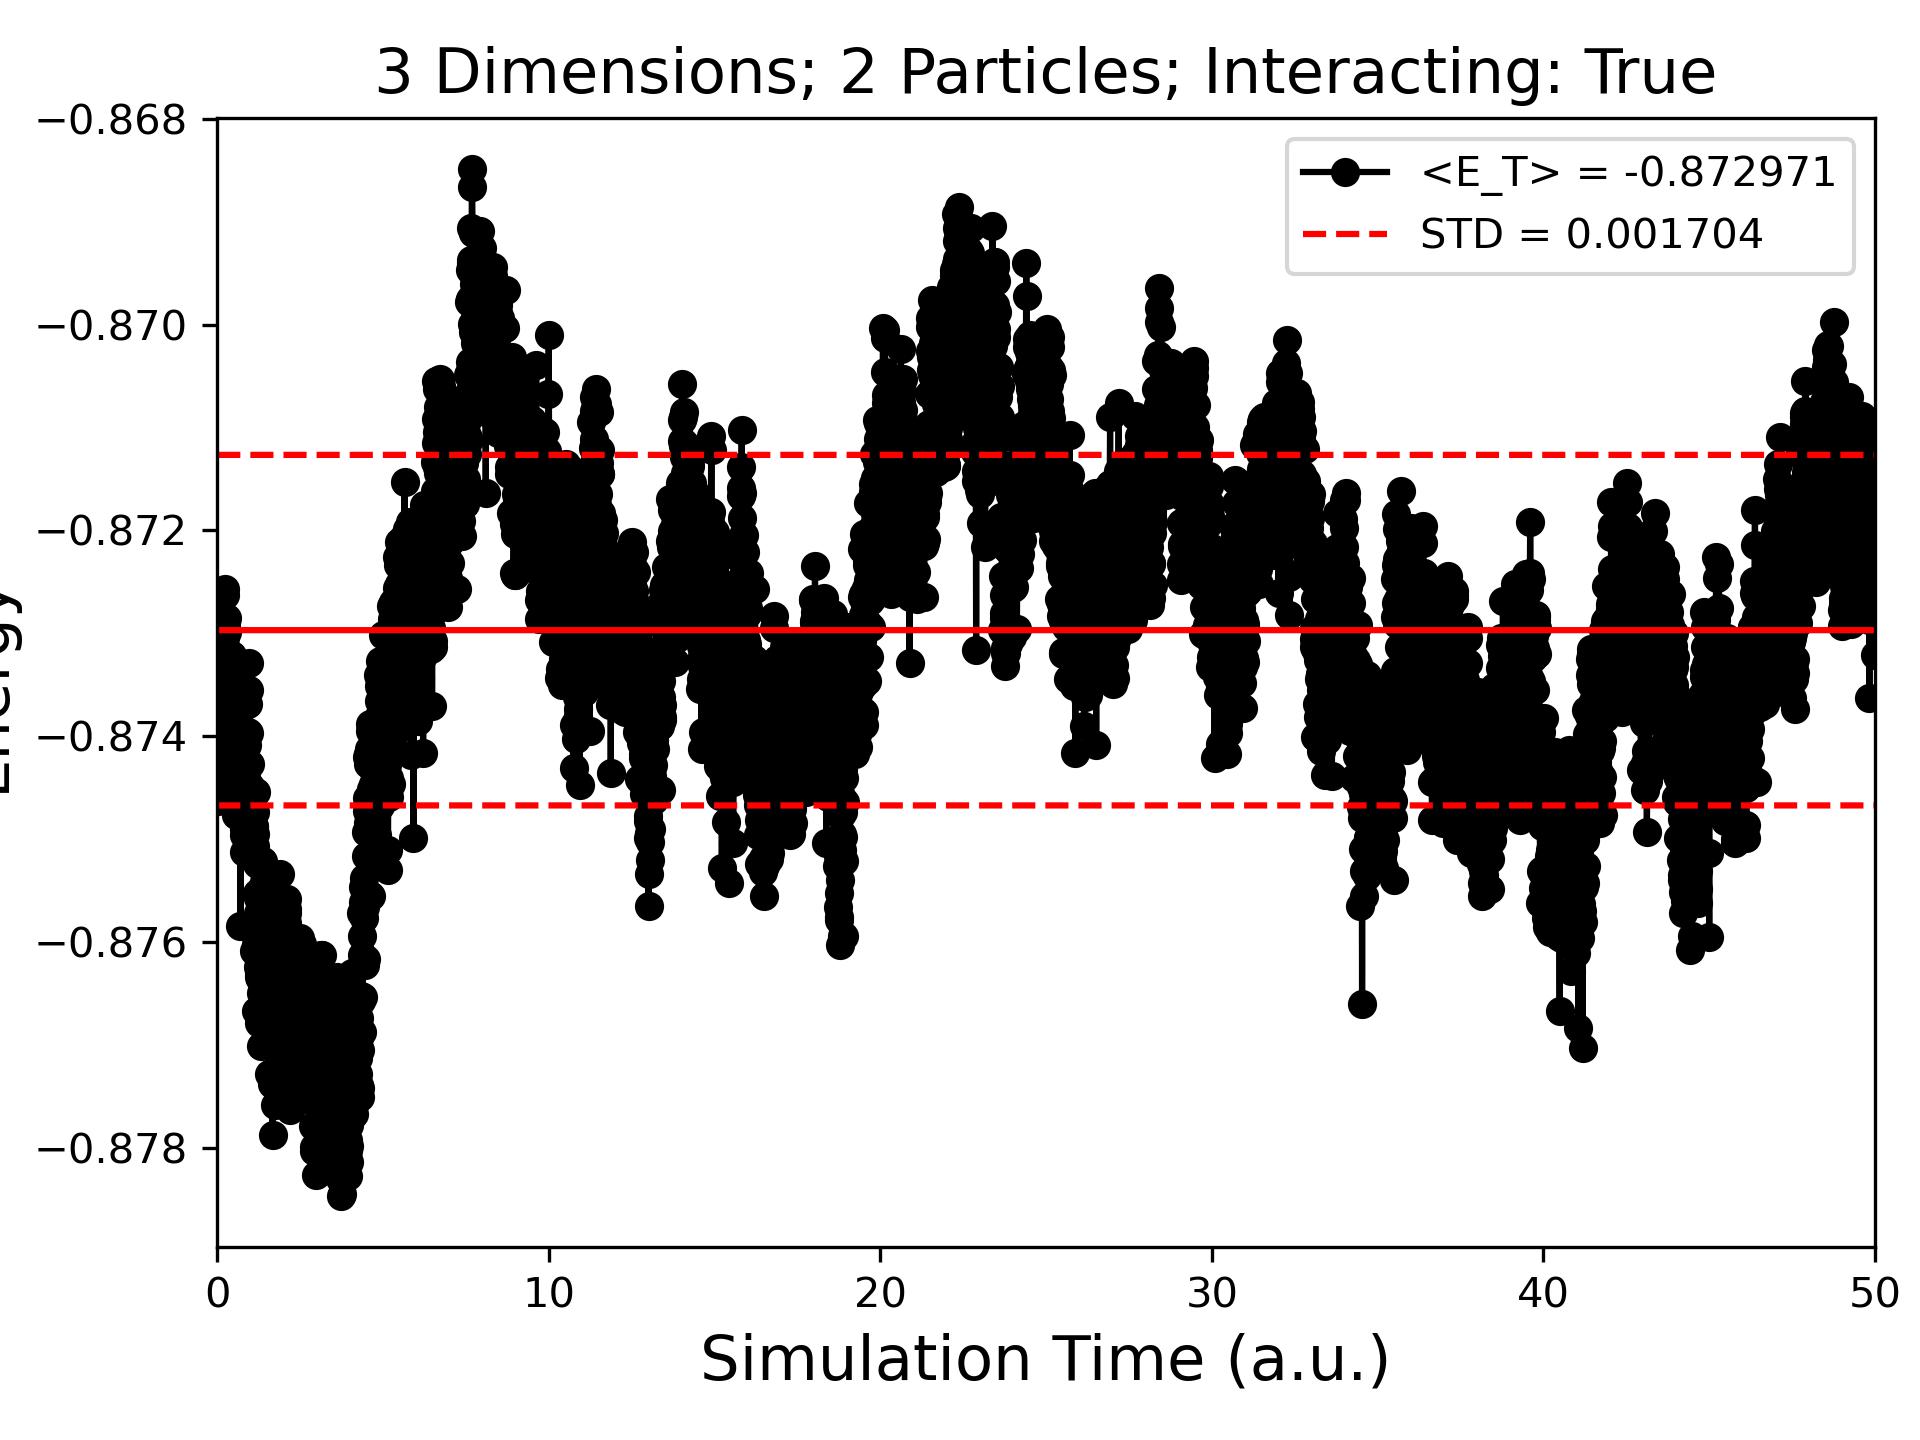 3 Dimensions; 2 Particles; Interacting: True
<E_T> = -0.872971
STD = 0.001704
−0.868
−0.870
−0.872
−0.874
−0.876
−0.878
Energy
0 10 20 30 40 50
Simulation Time (a.u.)